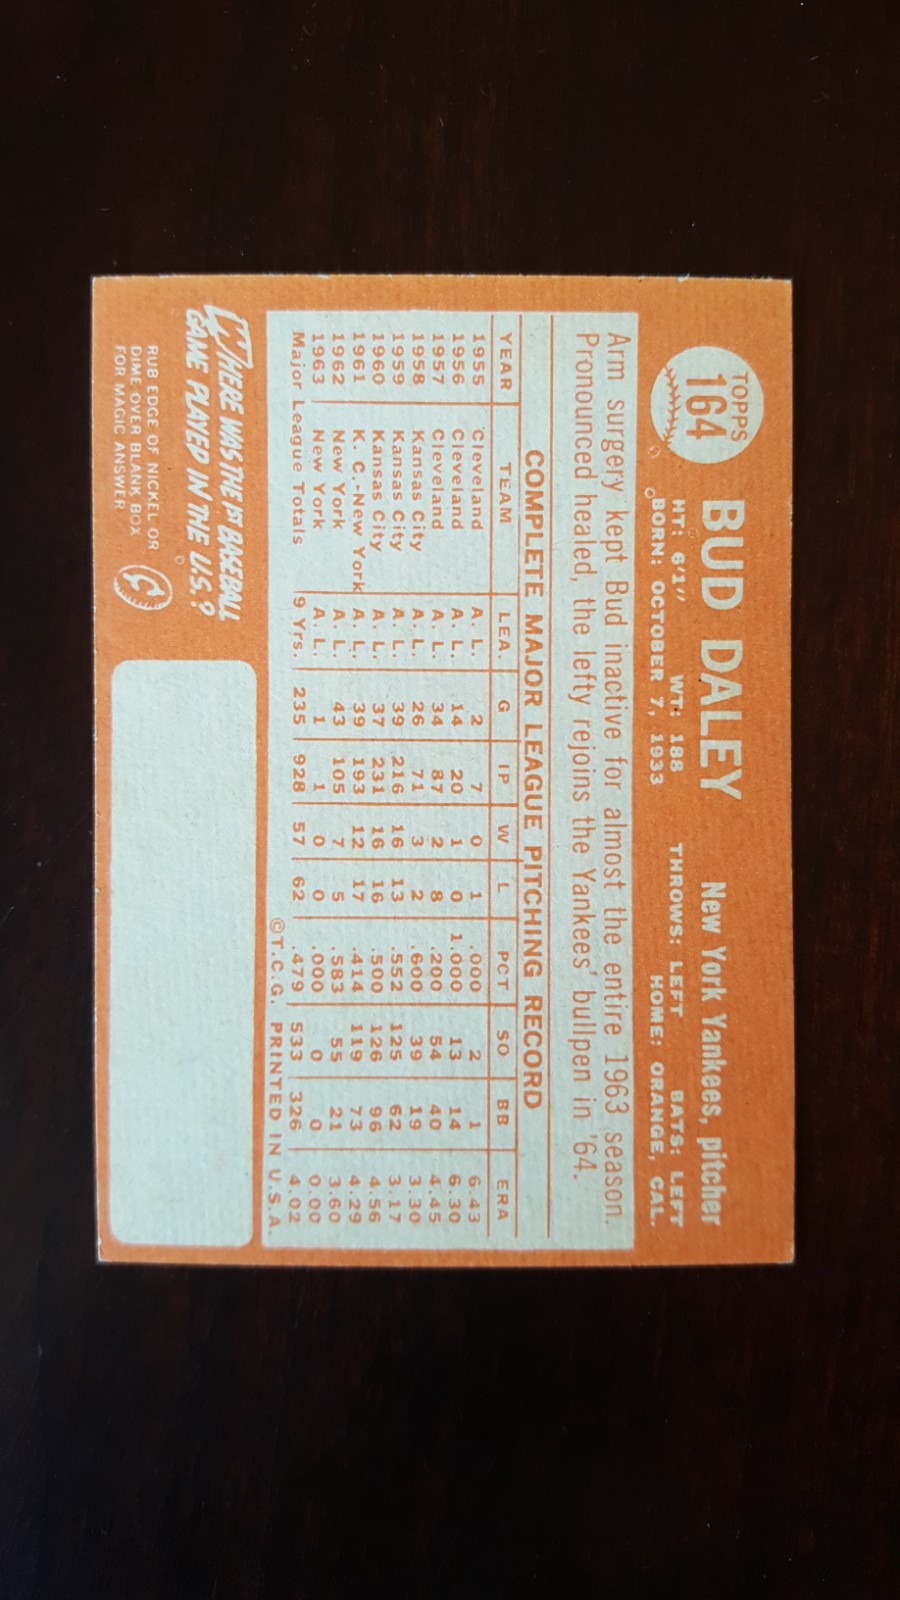 TOPPS
164
BUD DALEY New York Yankees, pitcher
HT: 6'1" WT: 188 THROWS: LEFT BATS: LEFT
BORN: OCTOBER 7, 1933 HOME: ORANGE, CAL.
Arm surgery kept Bud inactive for almost the entire 1963 season.
Pronounced healed, the lefty rejoins the Yankees' bullpen in '64.
COMPLETE MAJOR LEAGUE PITCHING RECORD
YEAR TEAM LEA. G IP W L PCT SO BB ERA
1955 Cleveland A. L. 2 7 0 1 .000 2 1 6.43
1956 Cleveland A. L. 14 20 1 0 1.000 13 14 6.30
1957 Cleveland A. L. 34 87 2 8 .200 54 40 4.45
1958 Kansas City A. L. 26 71 3 2 .600 39 19 3.30
1959 Kansas City A. L. 39 216 16 13 .552 125 62 3.17
1960 Kansas City A. L. 37 231 16 16 .500 126 96 4.56
1961 K. C.-New York A. L. 39 193 12 17 .414 119 73 4.29
1962 New York A. L. 43 105 7 5 .583 55 21 3.60
1963 New York A. L. 1 1 0 0 .000 0 0 0.00
Major League Totals 9 Yrs. 235 928 57 62 .479 533 326 4.02
©T.C.G. PRINTED IN U.S.A.
WHERE WAS THE 1ST BASEBALL
GAME PLAYED IN THE U.S.?
RUB EDGE OF NICKEL OR
DIME OVER BLANK BOX
FOR MAGIC ANSWER